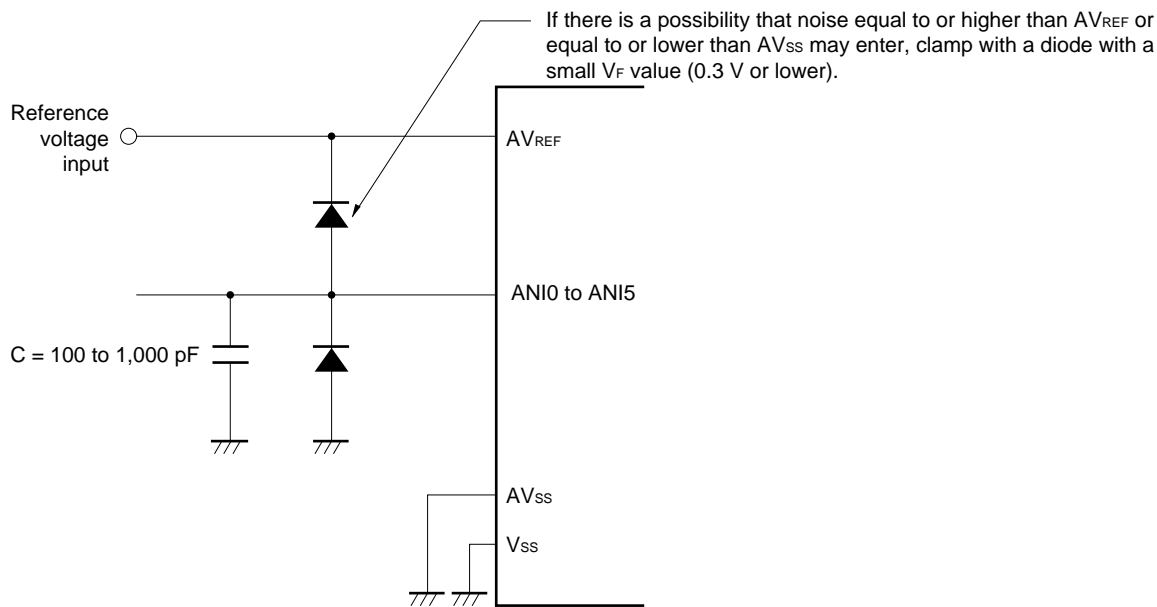 If there is a possibility that noise equal to or higher than AVREF or
equal to or lower than AVSS may enter, clamp with a diode with a
small VF value (0.3 V or lower).
Reference
voltage
input
AVREF
ANI0 to ANI5
C = 100 to 1,000 pF
AVSS
VSS